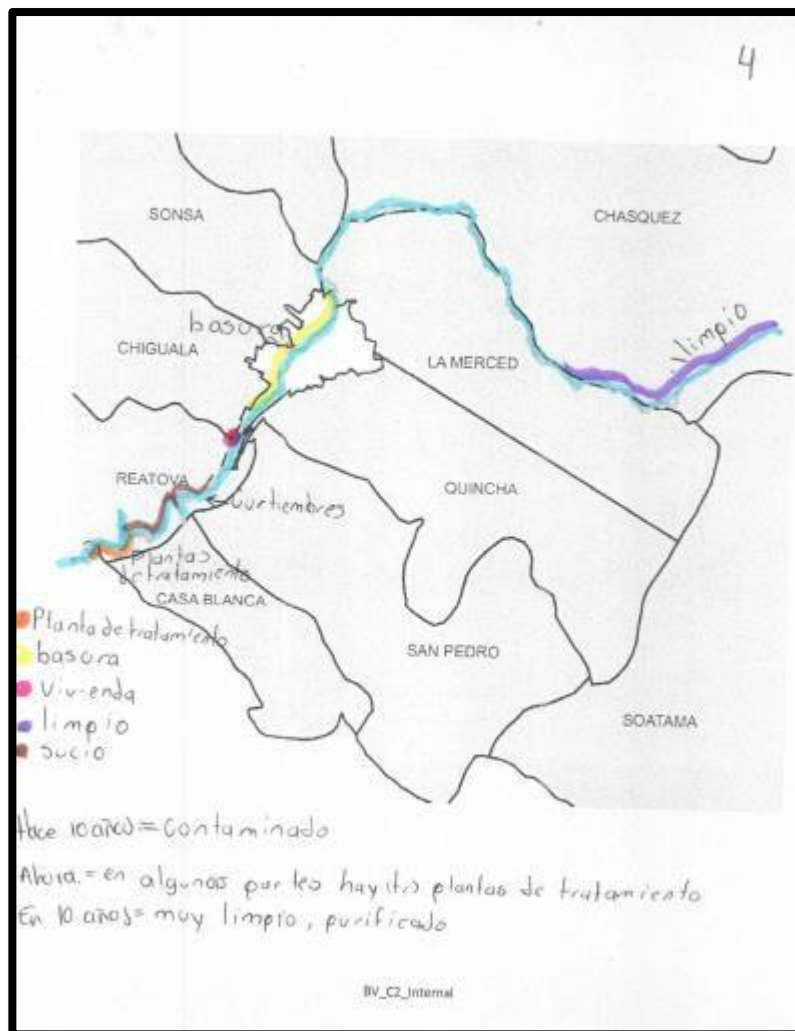 4
SONSA
CHASQUEZ
basura
limpio
CHIGUALA
LA MERCED
REATOVA
QUINCHA
Curtiembres
Plantas
de tratamiento
CASA BLANCA
Planta de tratamiento
basura
SAN PEDRO
Vivienda
limpio
SOATAMA
sucio
Hace 10 años = Contaminado
Ahora = en algunas partes hay plantas de tratamiento
En 10 años = muy limpio, purificado
BV_C2_Internal